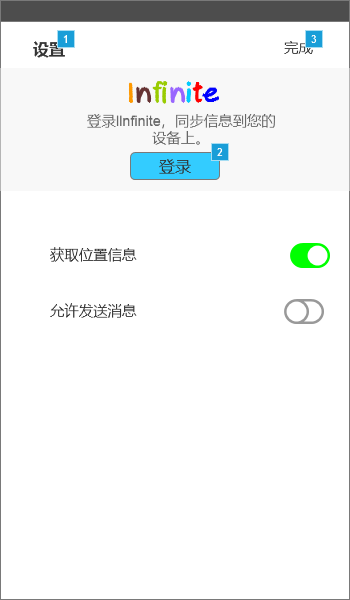 设置 1
完成 3
Infinite
登录IInfinite，同步信息到您的
设备上。
登录 2
获取位置信息
允许发送消息